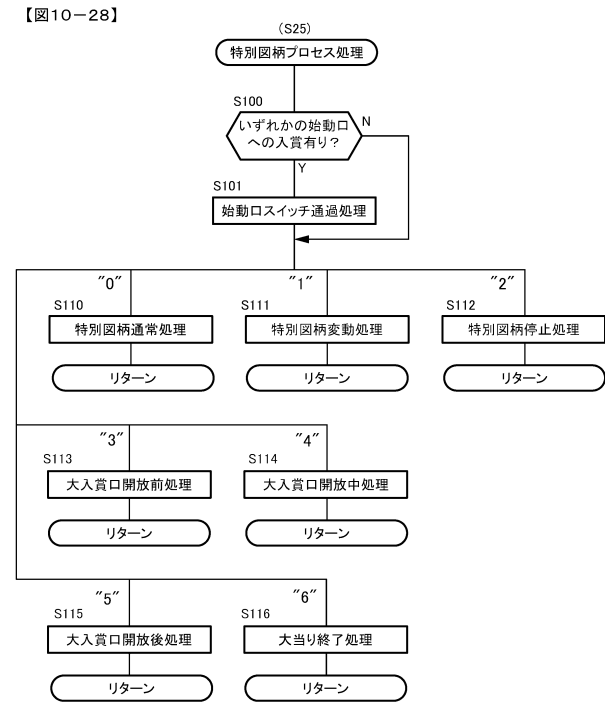 【図10-28】
(S25)
特別図柄プロセス処理
S100
いずれかの始動口
への入賞有り?
N
Y
S101
始動口スイッチ通過処理
"0"
"1"
"2"
S110
S111
S112
特別図柄通常処理
特別図柄変動処理
特別図柄停止処理
リターン
リターン
リターン
"3"
"4"
S113
S114
大入賞口開放前処理
大入賞口開放中処理
リターン
リターン
"5"
"6"
S115
S116
大入賞口開放後処理
大当り終了処理
リターン
リターン